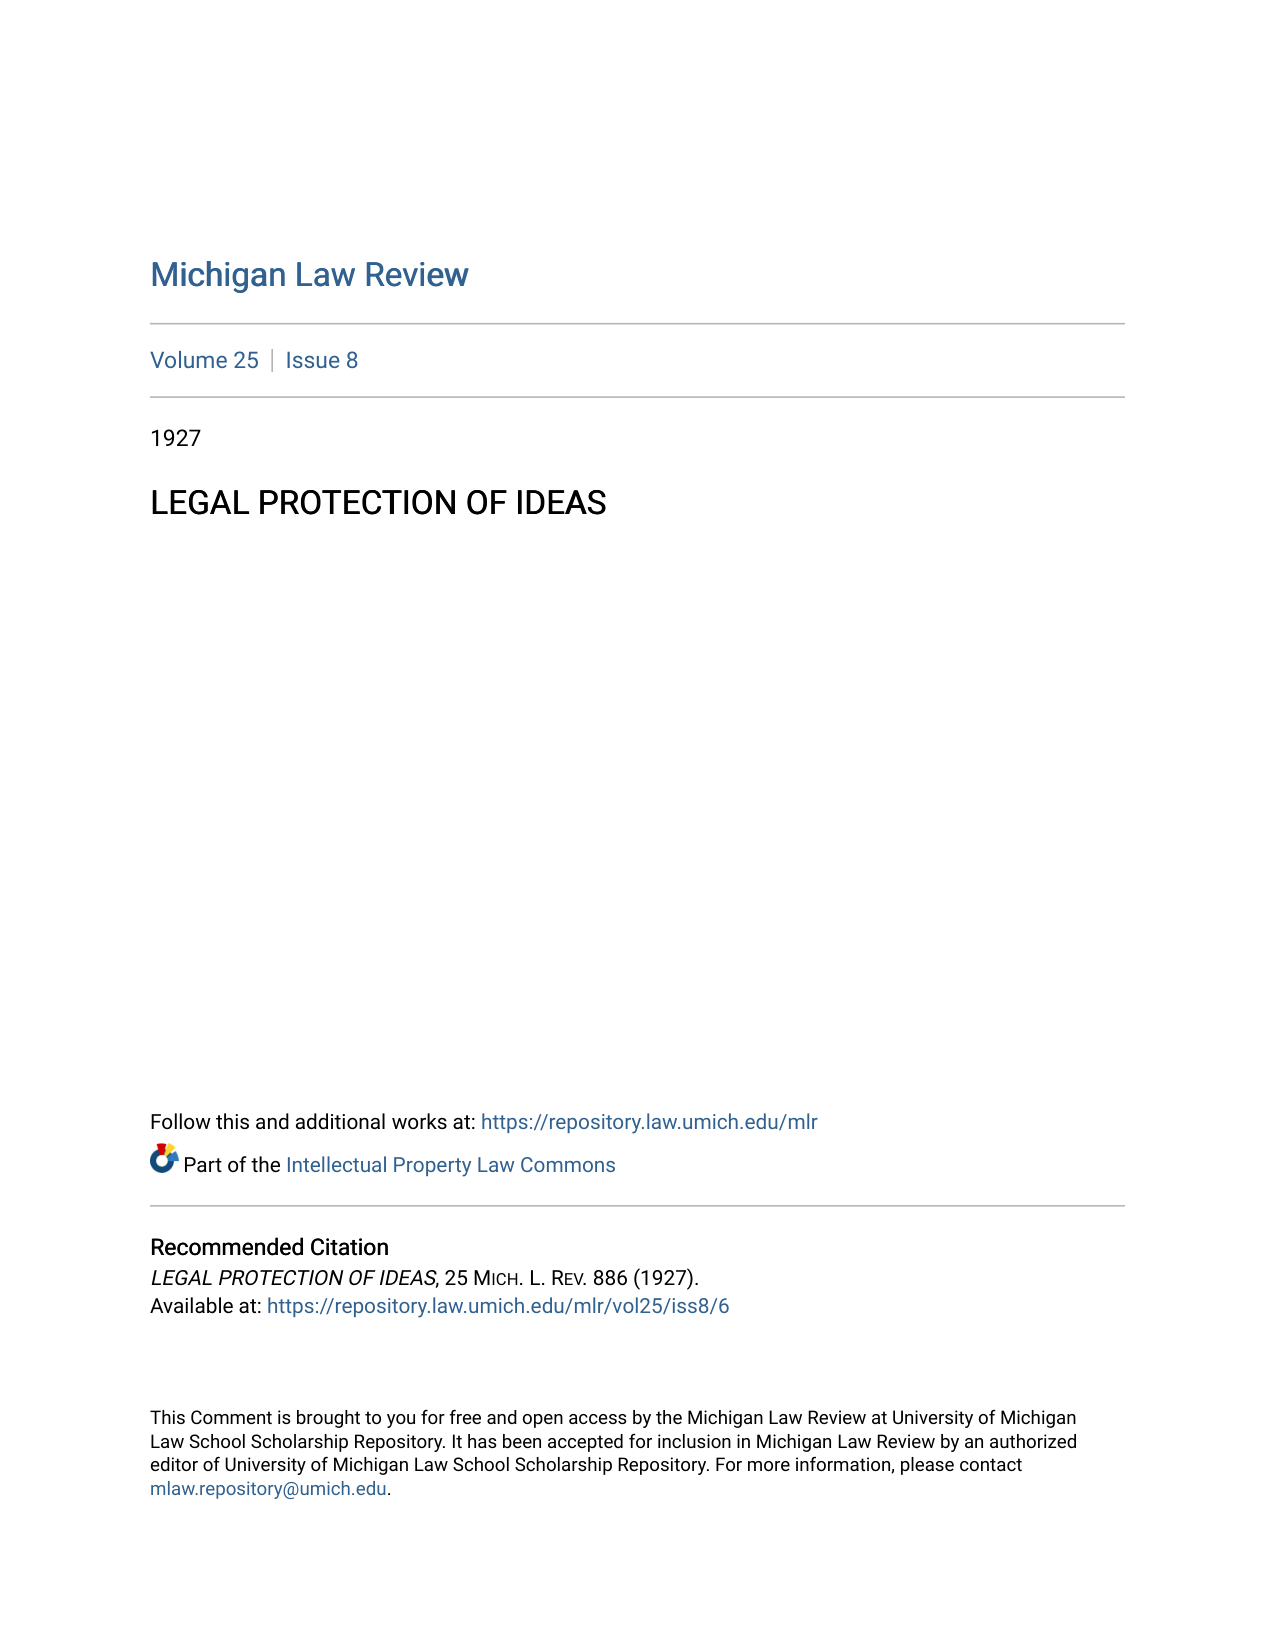 Michigan Law Review
Volume 25 | Issue 8
1927
LEGAL PROTECTION OF IDEAS
Follow this and additional works at: https://repository.law.umich.edu/mlr
Part of the Intellectual Property Law Commons
Recommended Citation
LEGAL PROTECTION OF IDEAS, 25 MICH. L. REV. 886 (1927).
Available at: https://repository.law.umich.edu/mlr/vol25/iss8/6
This Comment is brought to you for free and open access by the Michigan Law Review at University of Michigan
Law School Scholarship Repository. It has been accepted for inclusion in Michigan Law Review by an authorized
editor of University of Michigan Law School Scholarship Repository. For more information, please contact
mlaw.repository@umich.edu.